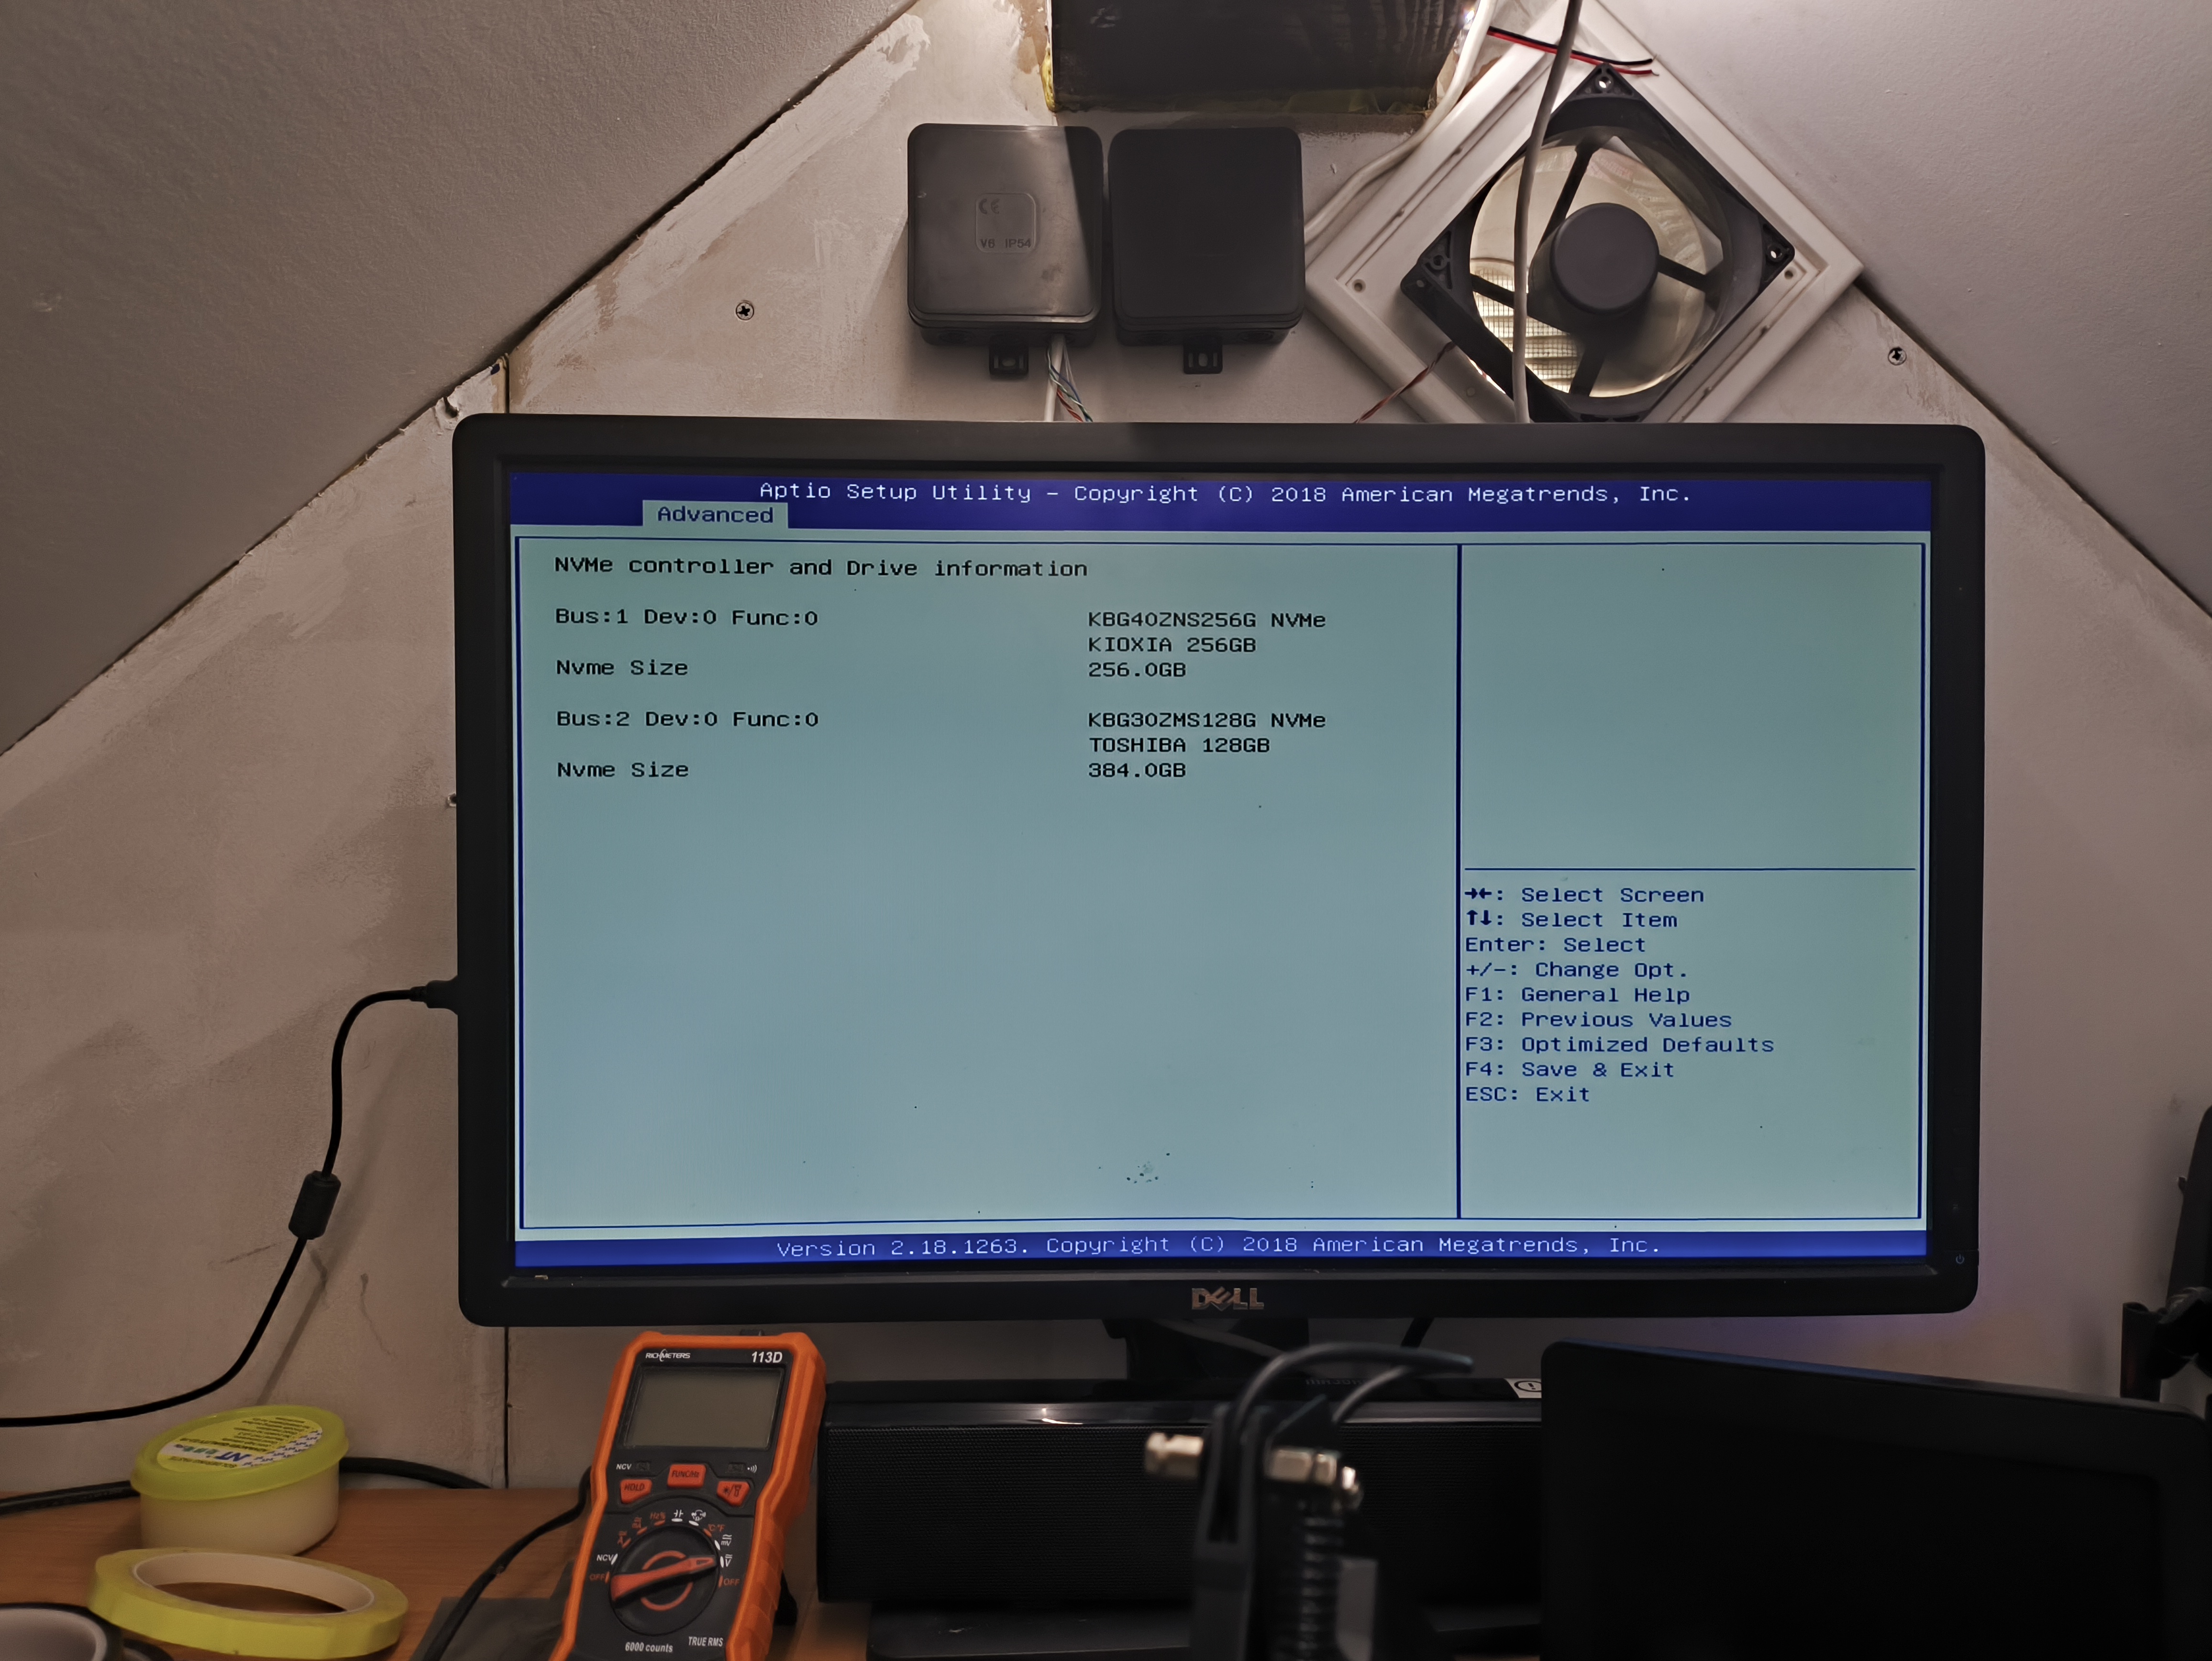 CE
V6 IP54
Aptio Setup Utility – Copyright (C) 2018 American Megatrends, Inc.
Advanced
NVMe controller and Drive information
Bus:1 Dev:0 Func:0 KBG40ZNS256G NVMe
KIOXIA 256GB
Nvme Size 256.0GB
Bus:2 Dev:0 Func:0 KBG30ZMS128G NVMe
TOSHIBA 128GB
Nvme Size 384.0GB
→←: Select Screen
↑↓: Select Item
Enter: Select
+/-: Change Opt.
F1: General Help
F2: Previous Values
F3: Optimized Defaults
F4: Save & Exit
ESC: Exit
Version 2.18.1263. Copyright (C) 2018 American Megatrends, Inc.
DELL
RICHMETERS 113D
NCV
HOLD
Hz%
°C°F
mV
NCV
V
OFF
OFF
6000 counts TRUE RMS